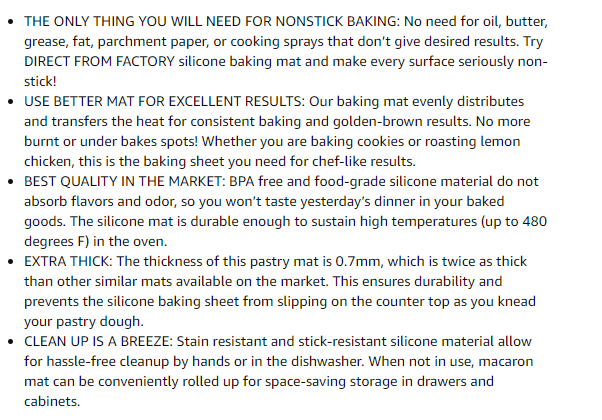 • THE ONLY THING YOU WILL NEED FOR NONSTICK BAKING: No need for oil, butter,
grease, fat, parchment paper, or cooking sprays that don’t give desired results. Try
DIRECT FROM FACTORY silicone baking mat and make every surface seriously non-
stick!
• USE BETTER MAT FOR EXCELLENT RESULTS: Our baking mat evenly distributes
and transfers the heat for consistent baking and golden-brown results. No more
burnt or under bakes spots! Whether you are baking cookies or roasting lemon
chicken, this is the baking sheet you need for chef-like results.
• BEST QUALITY IN THE MARKET: BPA free and food-grade silicone material do not
absorb flavors and odor, so you won’t taste yesterday’s dinner in your baked
goods. The silicone mat is durable enough to sustain high temperatures (up to 480
degrees F) in the oven.
• EXTRA THICK: The thickness of this pastry mat is 0.7mm, which is twice as thick
than other similar mats available on the market. This ensures durability and
prevents the silicone baking sheet from slipping on the counter top as you knead
your pastry dough.
• CLEAN UP IS A BREEZE: Stain resistant and stick-resistant silicone material allow
for hassle-free cleanup by hands or in the dishwasher. When not in use, macaron
mat can be conveniently rolled up for space-saving storage in drawers and
cabinets.